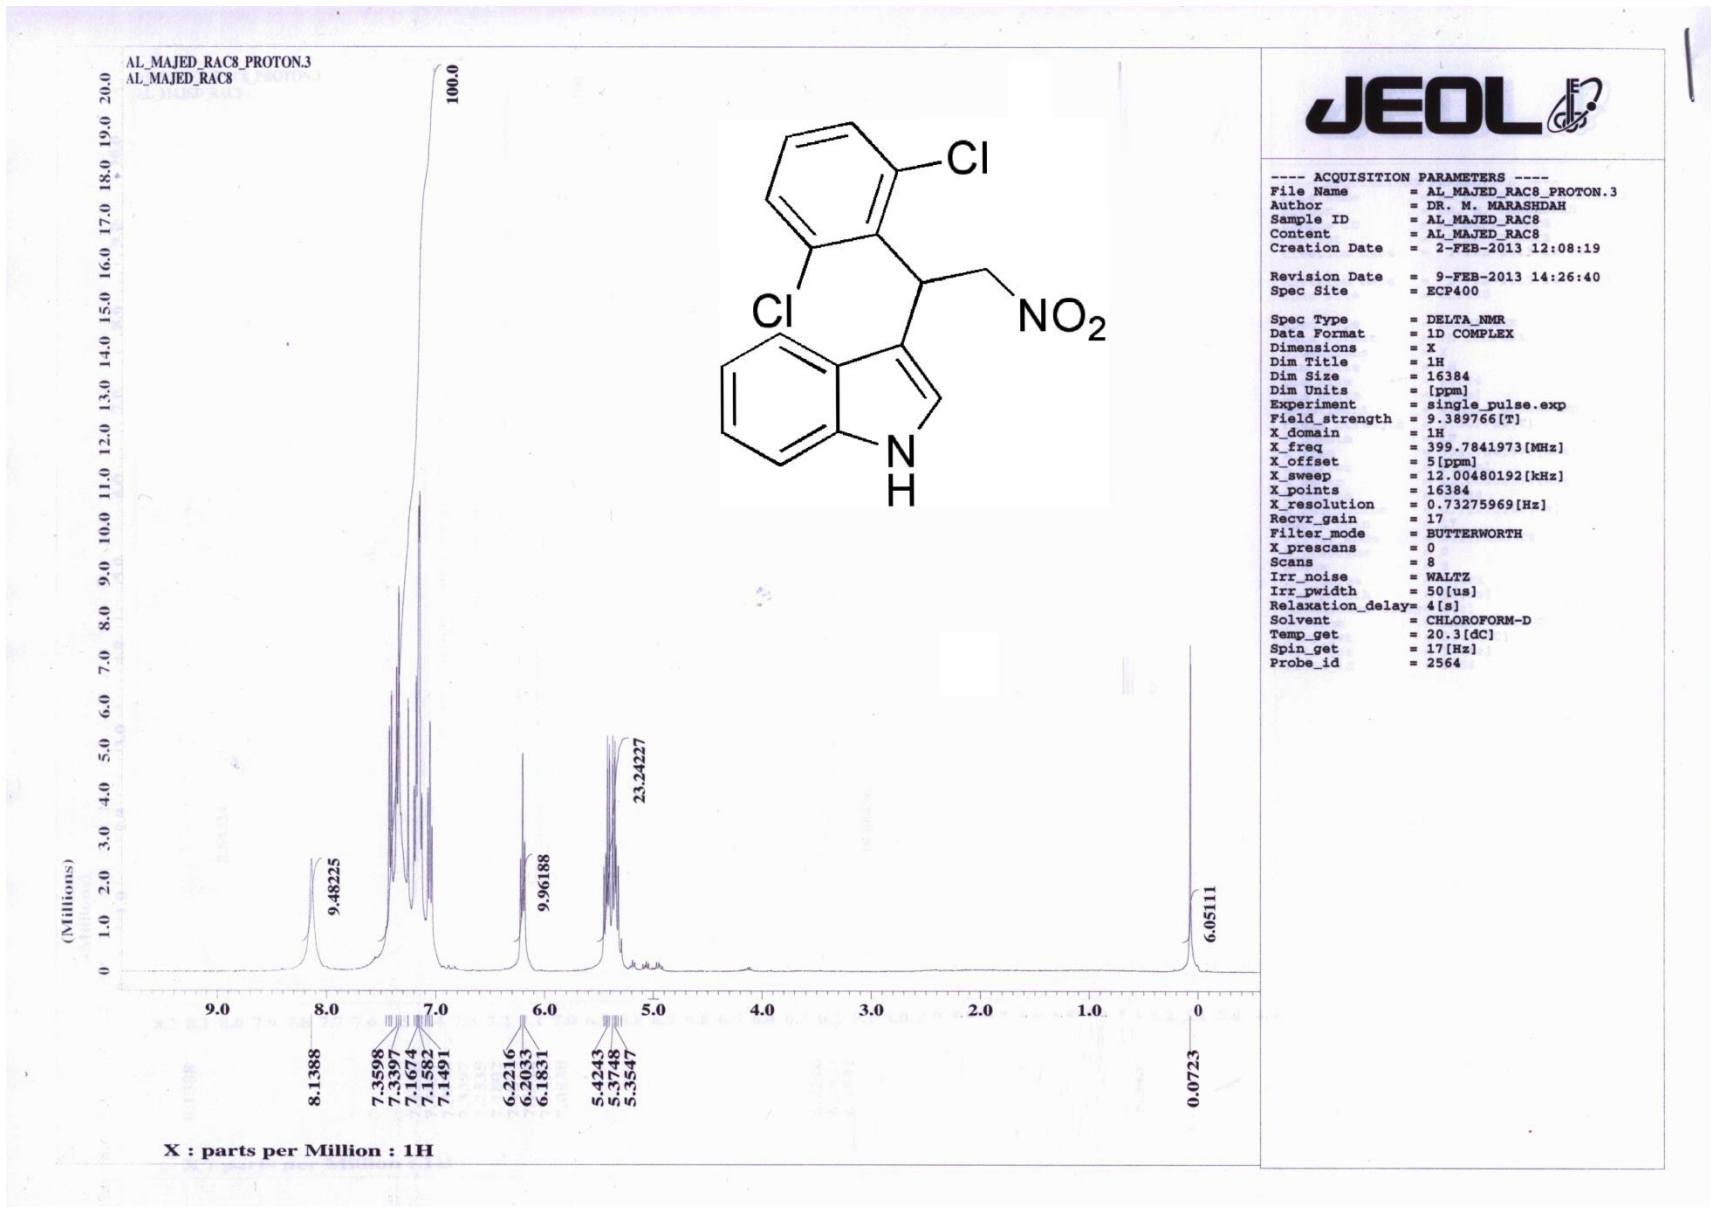 AL_MAJED_RAC8_PROTON.3
AL_MAJED_RAC8
100.0
JEOL
---- ACQUISITION PARAMETERS ----
File Name = AL_MAJED_RAC8_PROTON.3
Author = DR. M. MARASHDAH
Sample ID = AL_MAJED_RAC8
Content = AL_MAJED_RAC8
Creation Date = 2-FEB-2013 12:08:19
Revision Date = 9-FEB-2013 14:26:40
Spec Site = ECP400
Spec Type = DELTA_NMR
Data Format = 1D COMPLEX
Dimensions = X
Dim Title = 1H
Dim Size = 16384
Dim Units = [ppm]
Experiment = single_pulse.exp
Field_strength = 9.389766[T]
X_domain = 1H
X_freq = 399.7841973[MHz]
X_offset = 5[ppm]
X_sweep = 12.00480192[kHz]
X_points = 16384
X_resolution = 0.73275969[Hz]
Recvr_gain = 17
Filter_mode = BUTTERWORTH
X_prescans = 0
Scans = 8
Irr_noise = WALTZ
Irr_pwidth = 50[us]
Relaxation_delay= 4[s]
Solvent = CHLOROFORM-D
Temp_get = 20.3[dC]
Spin_get = 17[Hz]
Probe_id = 2564
Cl
Cl
NO2
N
H
(Millions)
20.0
19.0
18.0
17.0
16.0
15.0
14.0
13.0
12.0
11.0
10.0
9.0
8.0
7.0
6.0
5.0
4.0
3.0
2.0
1.0
0
9.48225
9.96188
23.24227
6.05111
9.0 8.0 7.0 6.0 5.0 4.0 3.0 2.0 1.0 0
8.1388
7.3598
7.3397
7.1674
7.1582
7.1491
6.2216
6.2033
6.1831
5.4243
5.3748
5.3547
0.0723
X : parts per Million : 1H